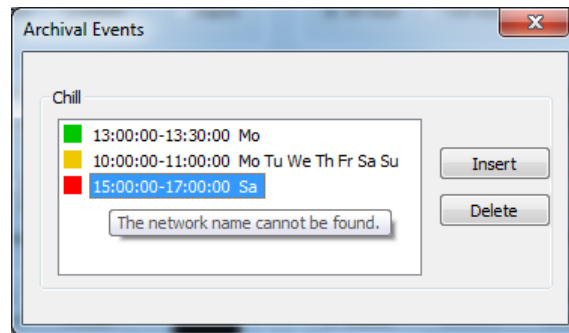 Archival Events
Chill
13:00:00-13:30:00 Mo
10:00:00-11:00:00 Mo Tu We Th Fr Sa Su
15:00:00-17:00:00 Sa
The network name cannot be found.
Insert
Delete